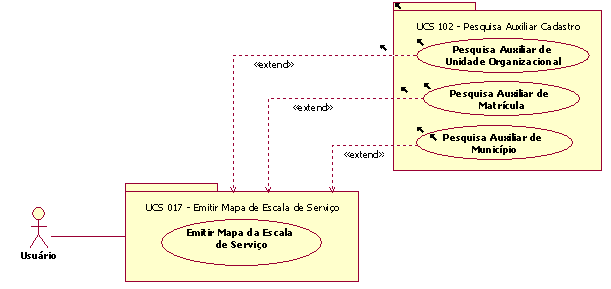 UCS 102 - Pesquisa Auxiliar Cadastro
Pesquisa Auxiliar de
Unidade Organizacional
«extend»
Pesquisa Auxiliar de
Matrícula
«extend»
Pesquisa Auxiliar de
Município
«extend»
UCS 017 - Emitir Mapa de Escala de Serviço
Emitir Mapa da Escala
de Serviço
Usuário